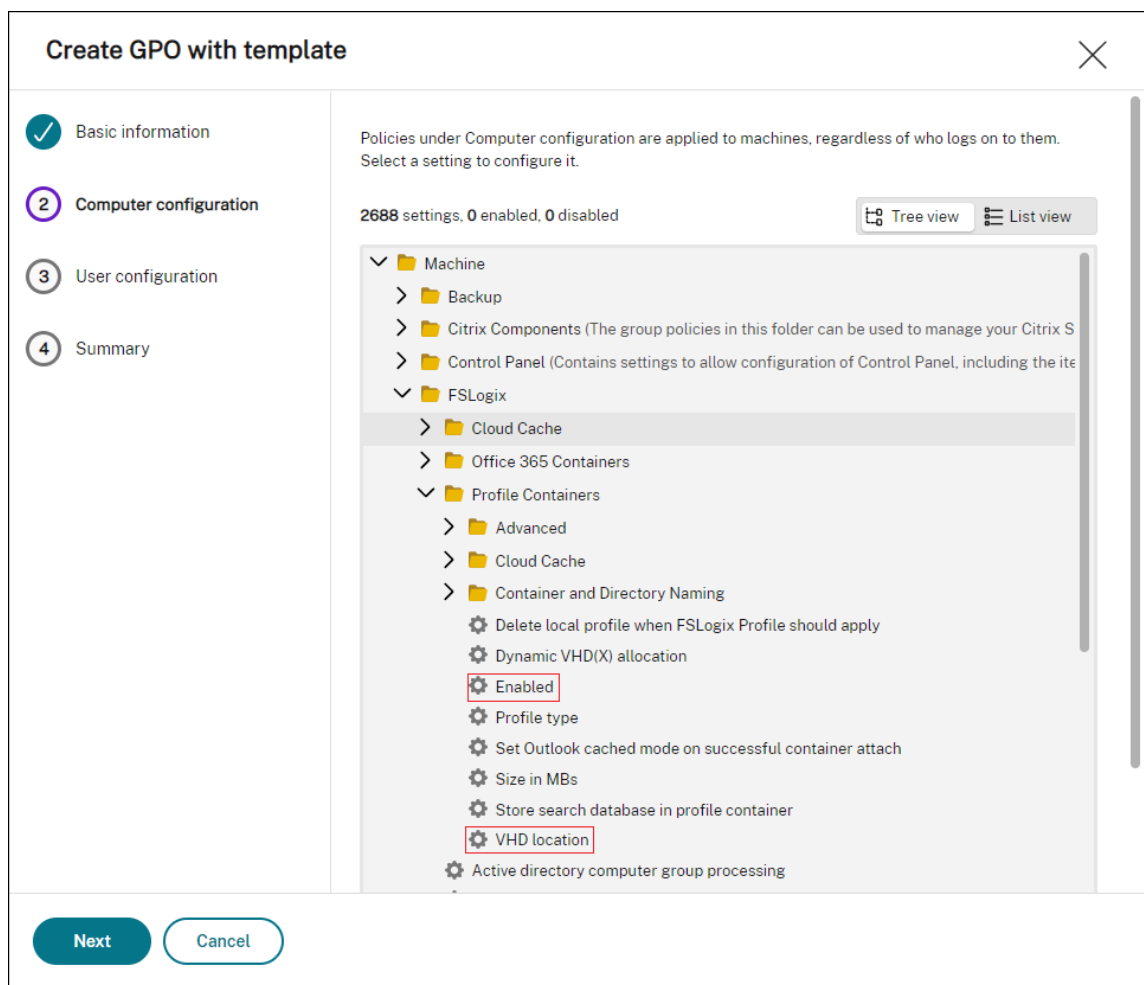 Create GPO with template
Basic information
2 Computer configuration
3 User configuration
4 Summary
Policies under Computer configuration are applied to machines, regardless of who logs on to them.
Select a setting to configure it.
2688 settings, 0 enabled, 0 disabled
Tree view
List view
Machine
Backup
Citrix Components (The group policies in this folder can be used to manage your Citrix S
Control Panel (Contains settings to allow configuration of Control Panel, including the ite
FSLogix
Cloud Cache
Office 365 Containers
Profile Containers
Advanced
Cloud Cache
Container and Directory Naming
Delete local profile when FSLogix Profile should apply
Dynamic VHD(X) allocation
Enabled
Profile type
Set Outlook cached mode on successful container attach
Size in MBs
Store search database in profile container
VHD location
Active directory computer group processing
Next
Cancel